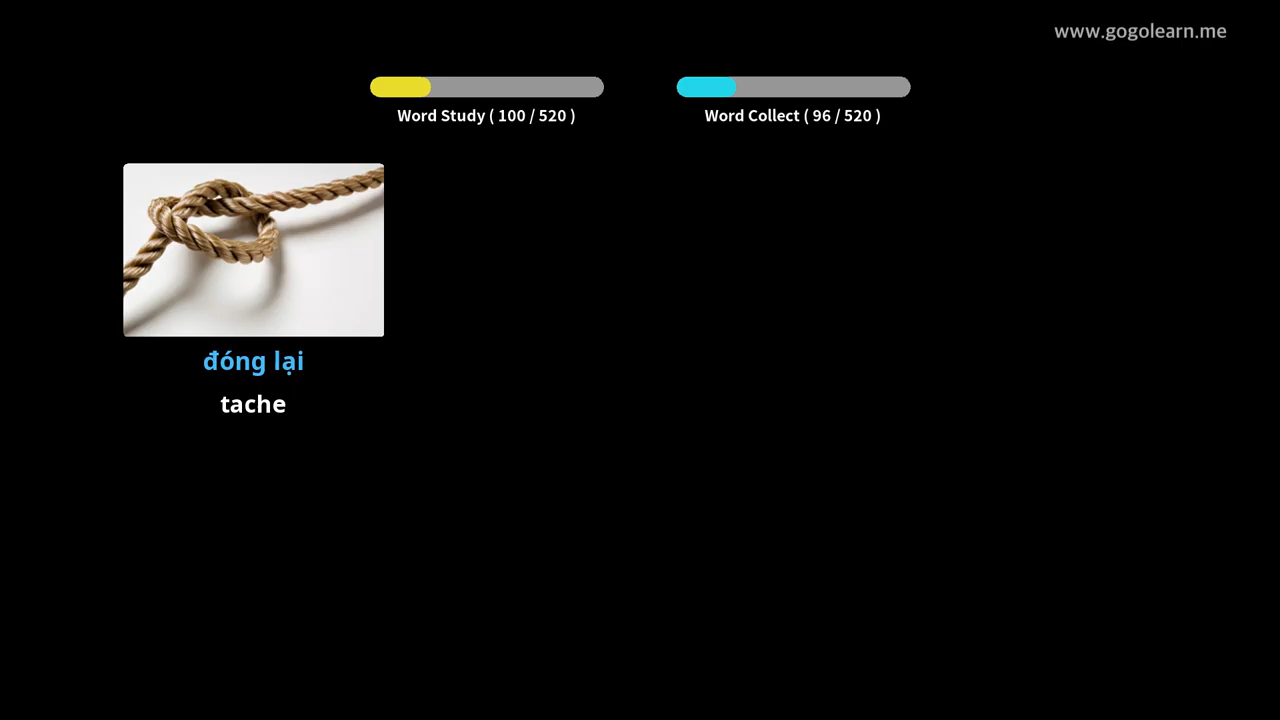 www.gogolearn.me
Word Study ( 100 / 520 )
Word Collect ( 96 / 520 )
đóng lại
tache